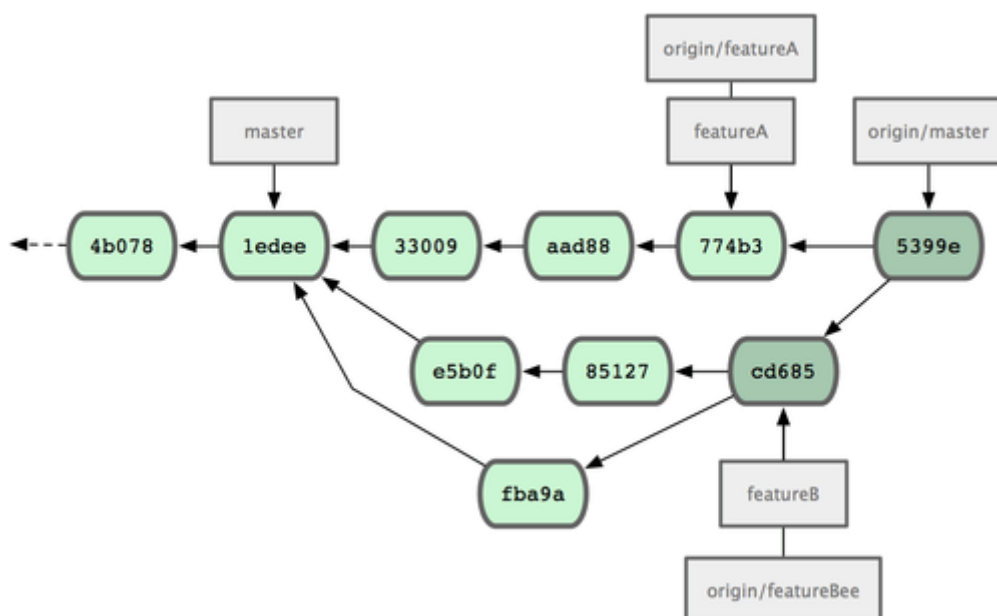 origin/featureA
master
featureA
origin/master
4b078
1edee
33009
aad88
774b3
5399e
e5b0f
85127
cd685
fba9a
featureB
origin/featureBee